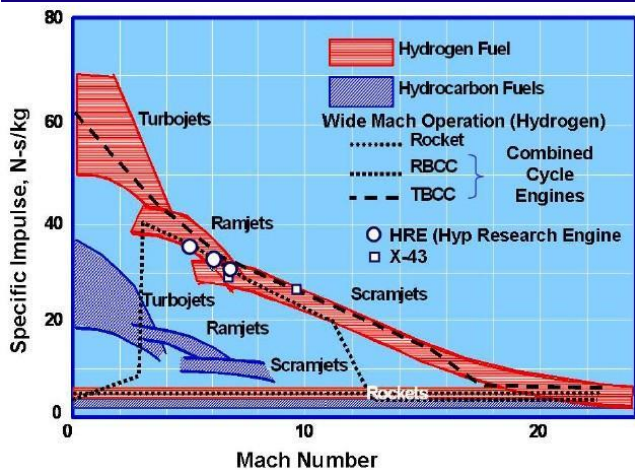 80
60
40
20
0
0
10
20
Specific Impulse, N-s/kg
Mach Number
Hydrogen Fuel
Hydrocarbon Fuels
Wide Mach Operation (Hydrogen)
Rocket
RBCC
TBCC
Combined
Cycle
Engines
HRE (Hyp Research Engine
X-43
Turbojets
Ramjets
Scramjets
Turbojets
Ramjets
Scramjets
Rockets